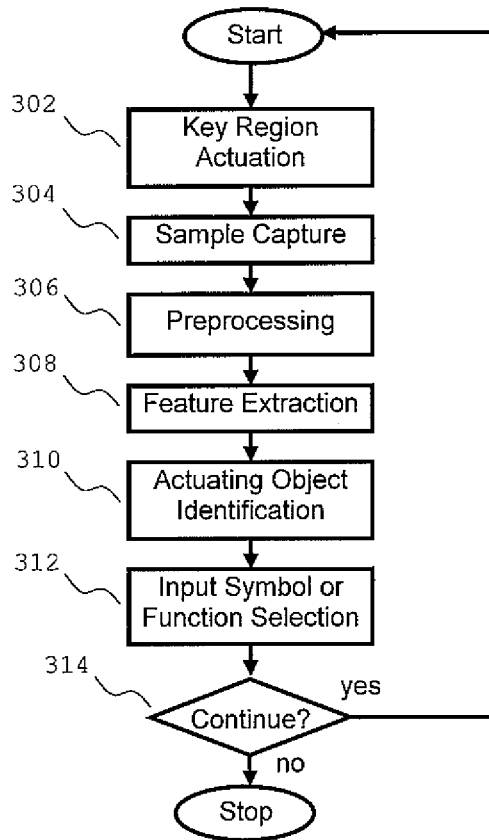 Start
302
Key Region
Actuation
304
Sample Capture
306
Preprocessing
308
Feature Extraction
310
Actuating Object
Identification
312
Input Symbol or
Function Selection
314
Continue?
yes
no
Stop